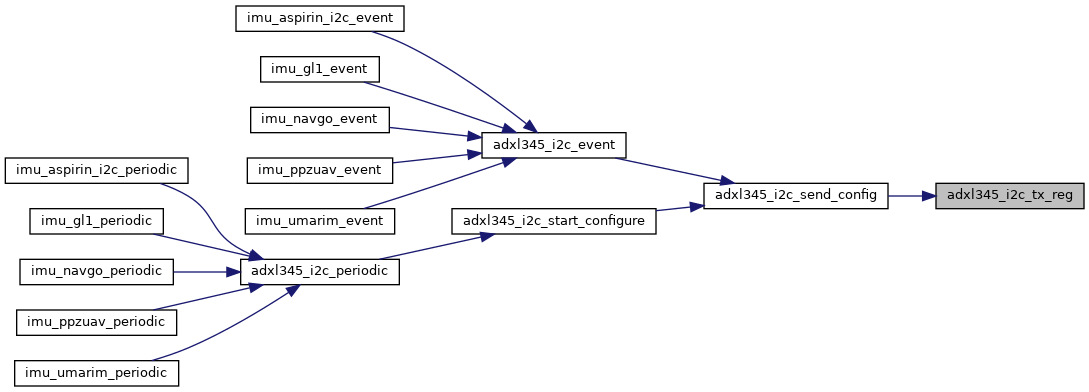 imu_aspirin_i2c_event
imu_gl1_event
imu_navgo_event
adxl345_i2c_event
imu_aspirin_i2c_periodic
imu_ppzuav_event
adxl345_i2c_send_config
adxl345_i2c_tx_reg
imu_gl1_periodic
imu_umarim_event
adxl345_i2c_start_configure
imu_navgo_periodic
adxl345_i2c_periodic
imu_ppzuav_periodic
imu_umarim_periodic